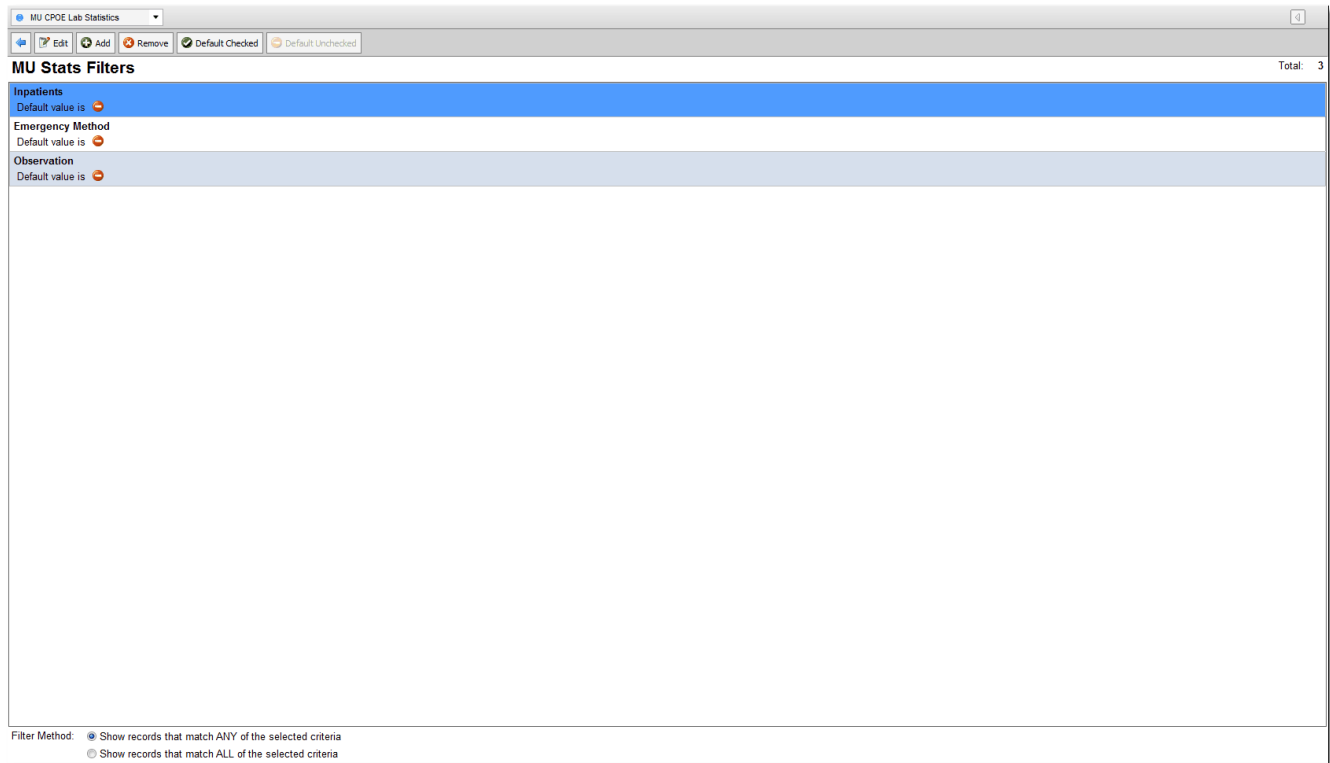 MU CPOE Lab Statistics
Edit Add Remove Default Checked Default Unchecked
MU Stats Filters Total: 3
Inpatients
Default value is
Emergency Method
Default value is
Observation
Default value is
Filter Method: Show records that match ANY of the selected criteria
Show records that match ALL of the selected criteria